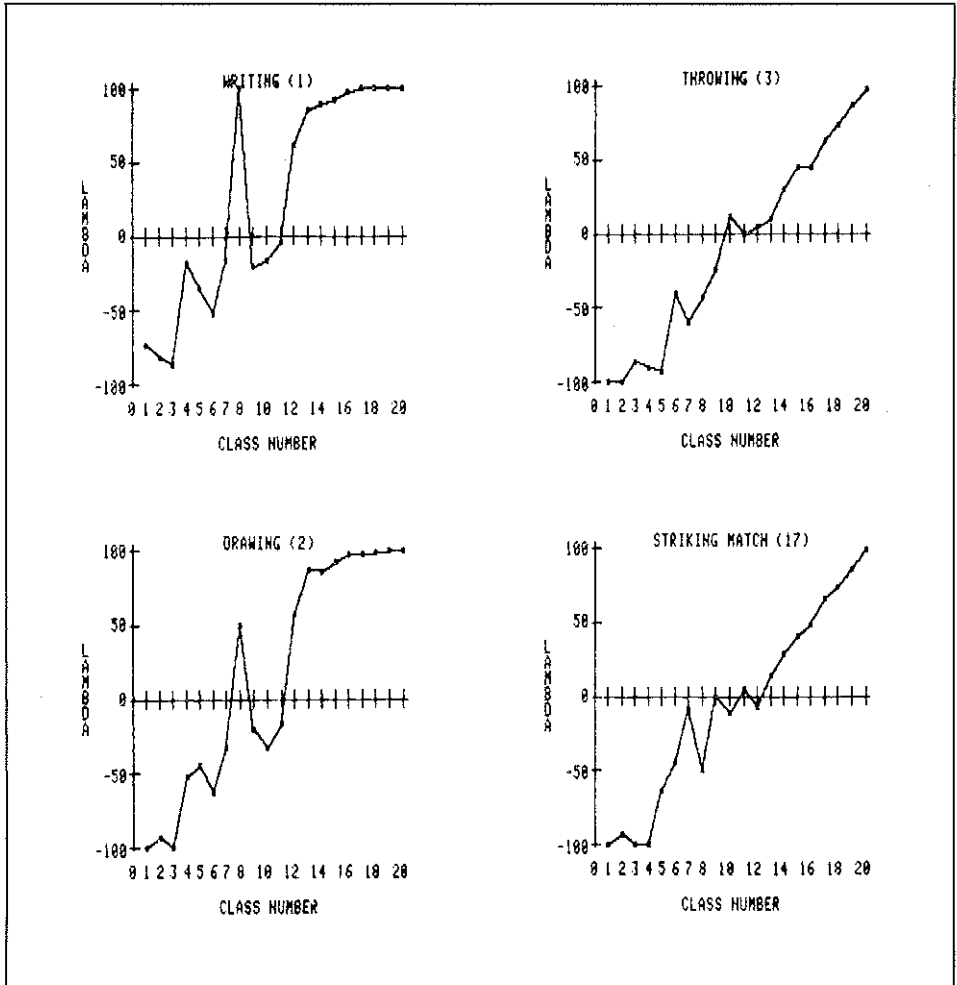 WRITING (1)
100
50
0
-50
-100
LAMBDA
0 1 2 3 4 5 6 7 8 10 12 14 16 18 20
CLASS NUMBER
THROWING (3)
100
50
0
-50
-100
LAMBDA
0 1 2 3 4 5 6 7 8 10 12 14 16 18 20
CLASS NUMBER
DRAWING (2)
100
50
0
-50
-100
LAMBDA
0 1 2 3 4 5 6 7 8 10 12 14 16 18 20
CLASS NUMBER
STRIKING MATCH (17)
100
50
0
-50
-100
LAMBDA
0 1 2 3 4 5 6 7 8 10 12 14 16 18 20
CLASS NUMBER